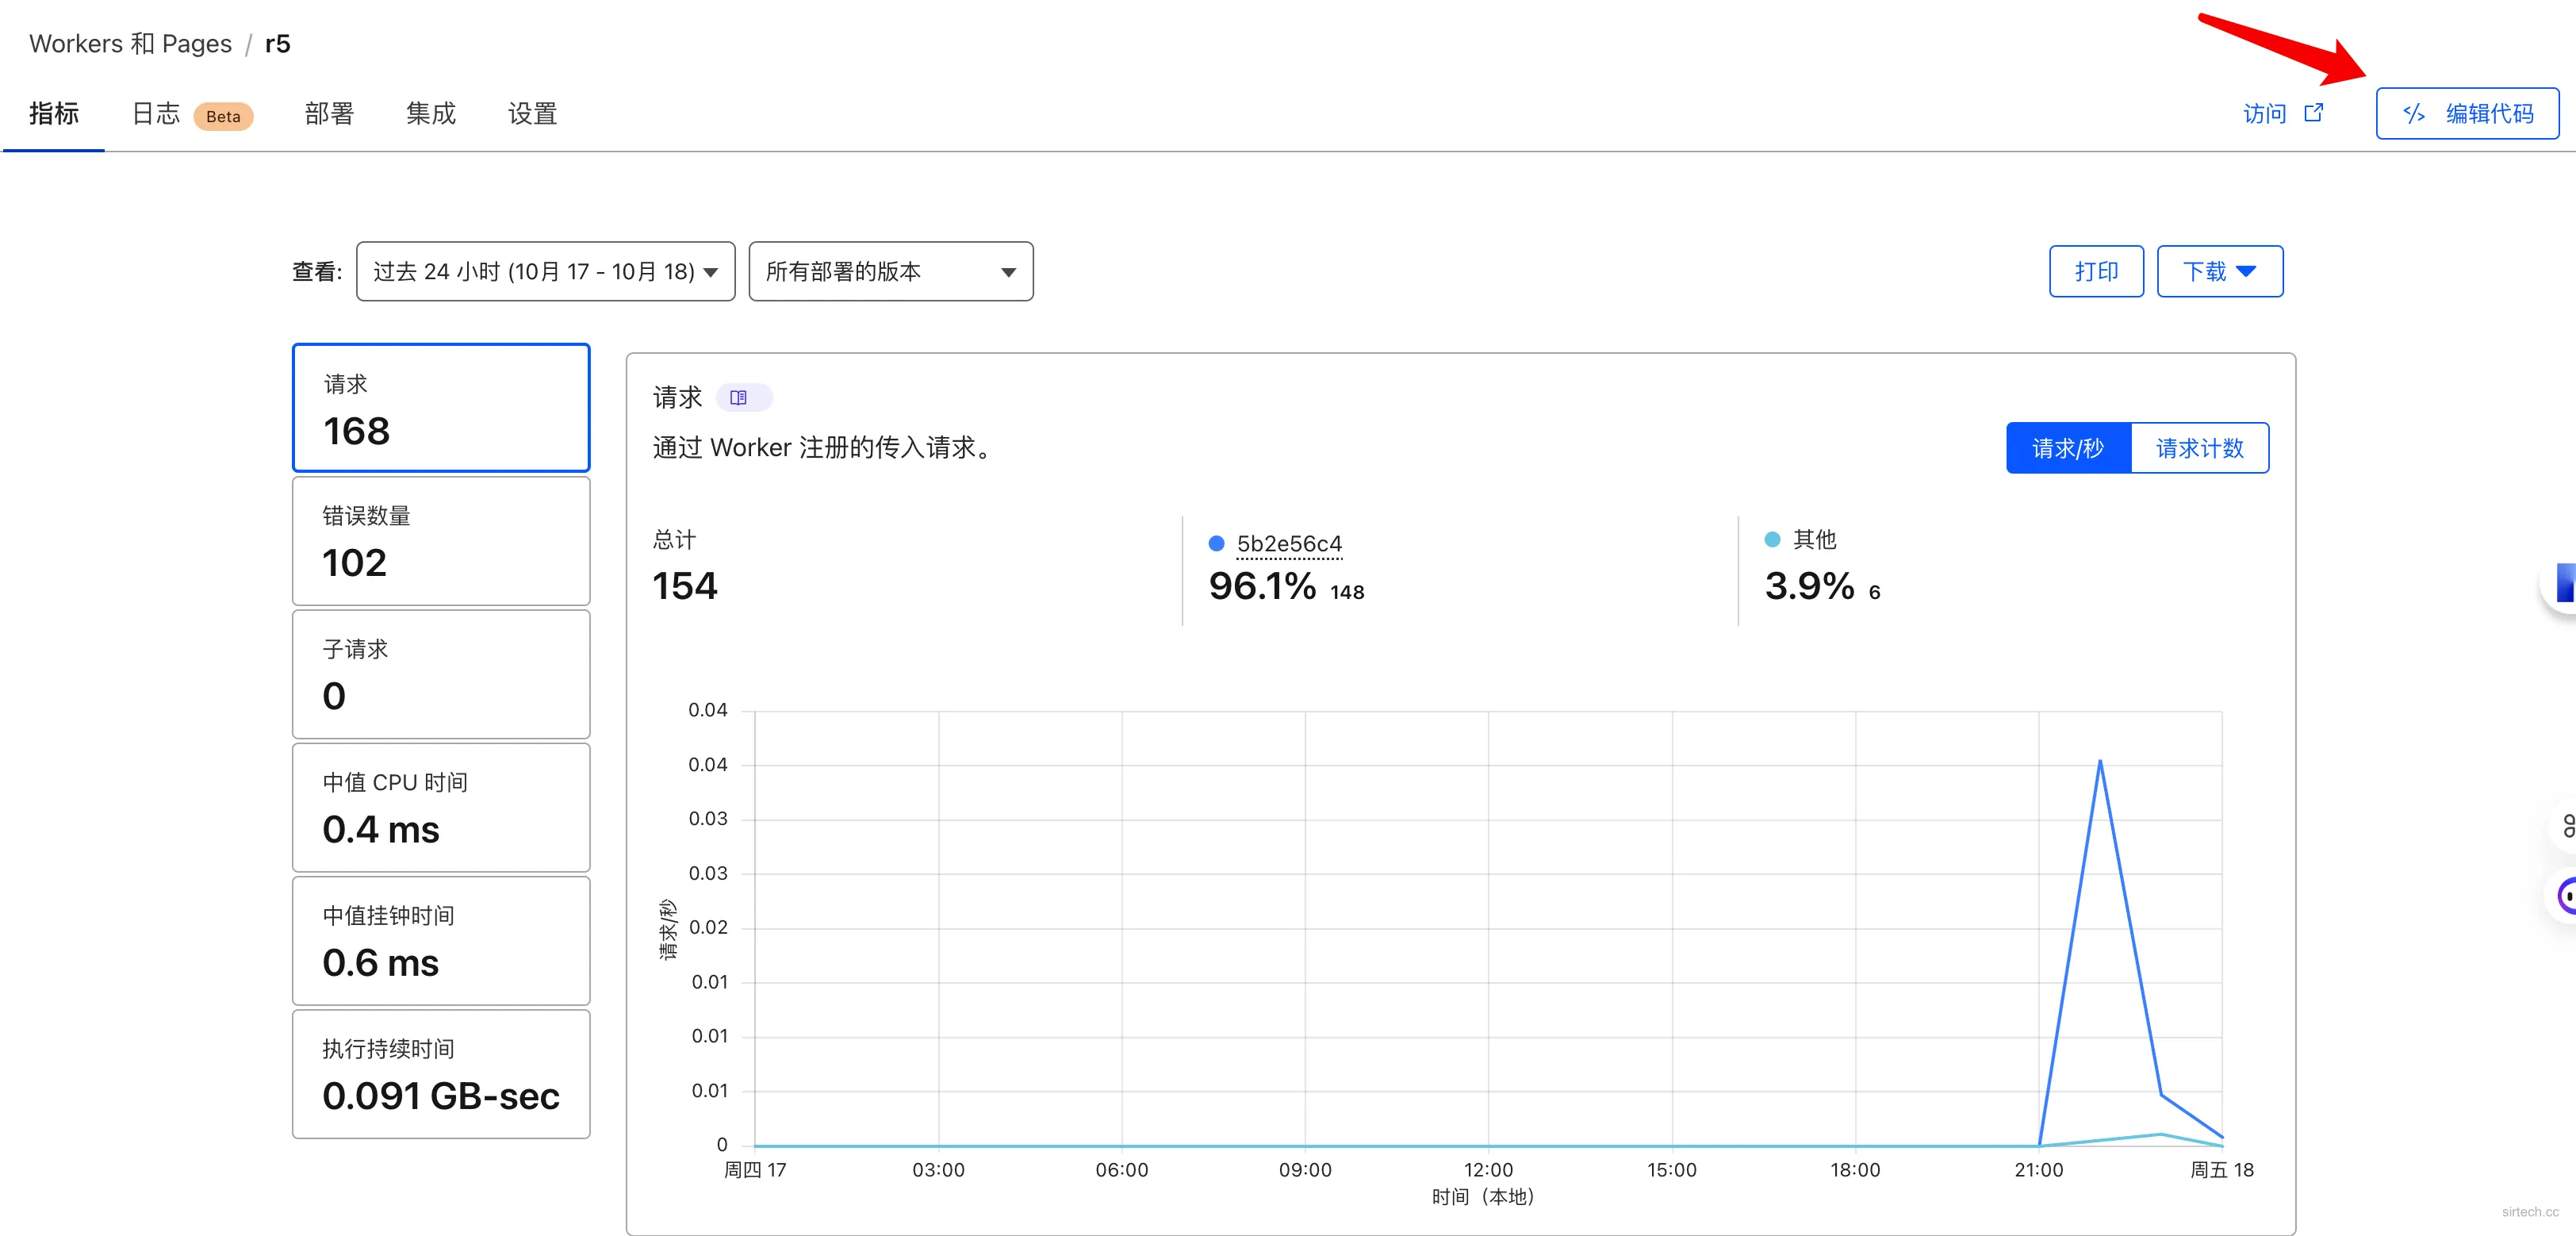 Workers 和 Pages / r5
指标 日志 Beta 部署 集成 设置 访问 编辑代码
查看: 过去 24 小时 (10月 17 - 10月 18) 所有部署的版本 打印 下载
请求
168
错误数量
102
子请求
0
中值 CPU 时间
0.4 ms
中值挂钟时间
0.6 ms
执行持续时间
0.091 GB-sec
请求
通过 Worker 注册的传入请求。
请求/秒 请求计数
总计
154
5b2e56c4
96.1% 148
其他
3.9% 6
请求/秒
0.04
0.04
0.03
0.03
0.02
0.01
0.01
0.01
0
周四 17 03:00 06:00 09:00 12:00 15:00 18:00 21:00 周五 18
时间（本地）
sirtech.cc